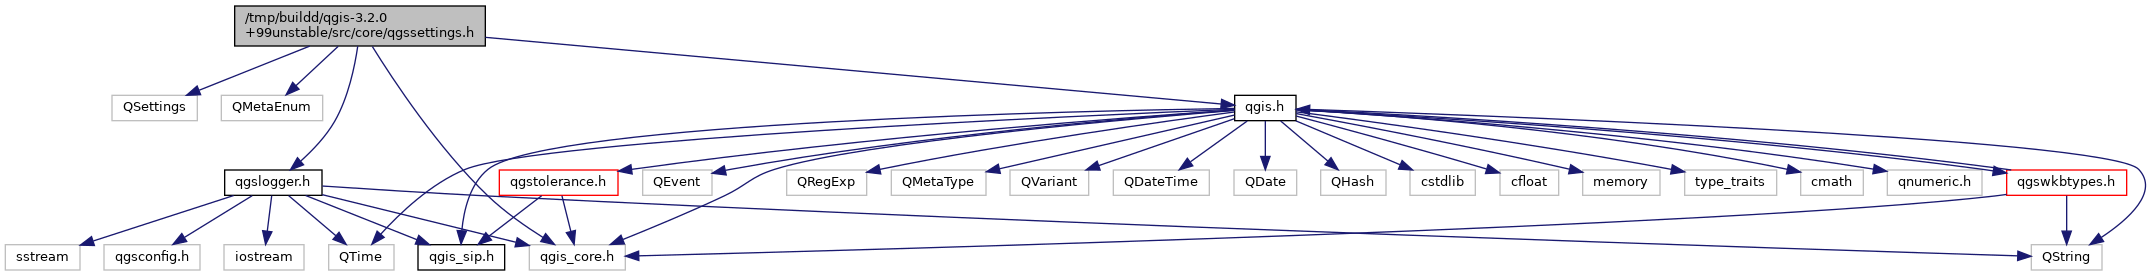 /tmp/buildd/qgis-3.2.0
+99unstable/src/core/qgssettings.h
QSettings
QMetaEnum
qgis.h
qgslogger.h
qgstolerance.h
QEvent
QRegExp
QMetaType
QVariant
QDateTime
QDate
QHash
cstdlib
cfloat
memory
type_traits
cmath
qnumeric.h
qgswkbtypes.h
sstream
qgsconfig.h
iostream
QTime
qgis_sip.h
qgis_core.h
QString